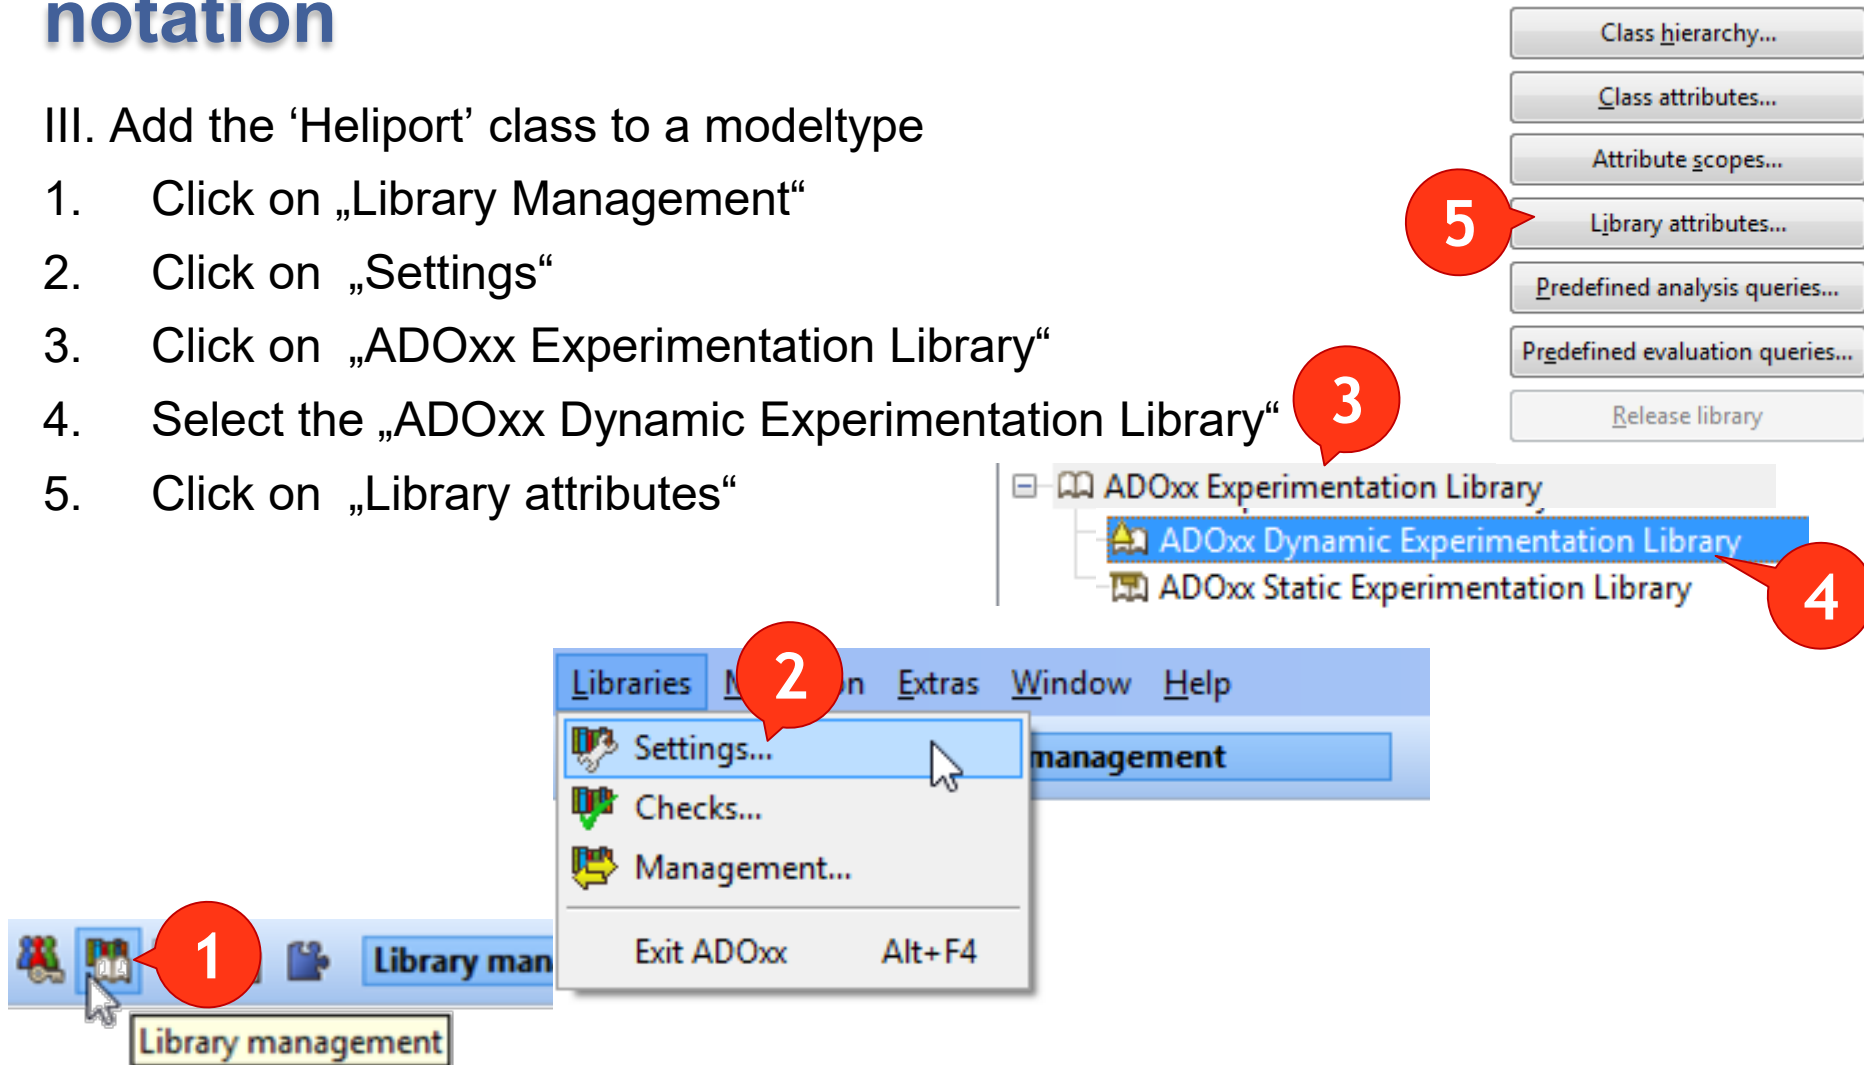 notation
III. Add the ‘Heliport’ class to a modeltype
1. Click on „Library Management“
2. Click on „Settings“
3. Click on „ADOxx Experimentation Library“
4. Select the „ADOxx Dynamic Experimentation Library“
5. Click on „Library attributes“
Class hierarchy...
Class attributes...
Attribute scopes...
5
Library attributes...
Predefined analysis queries...
Predefined evaluation queries...
Release library
3
ADOxx Experimentation Library
ADOxx Dynamic Experimentation Library
ADOxx Static Experimentation Library
4
Libraries 2 Extras Window Help
Settings...
management
Checks...
Management...
Exit ADOxx Alt+F4
1
Library man
Library management